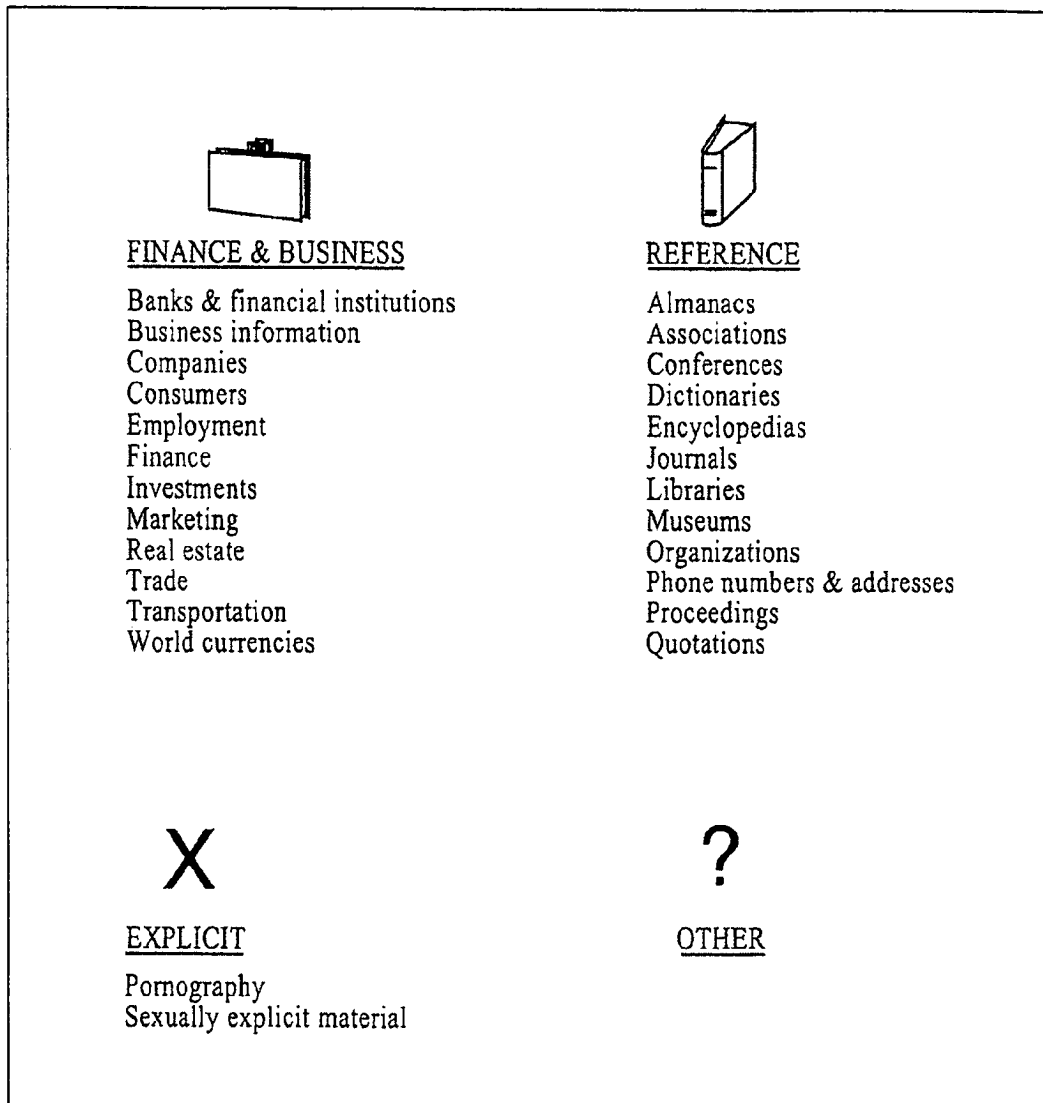 FINANCE & BUSINESS
Banks & financial institutions
Business information
Companies
Consumers
Employment
Finance
Investments
Marketing
Real estate
Trade
Transportation
World currencies
REFERENCE
Almanacs
Associations
Conferences
Dictionaries
Encyclopedias
Journals
Libraries
Museums
Organizations
Phone numbers & addresses
Proceedings
Quotations
X
EXPLICIT
Pornography
Sexually explicit material
?
OTHER